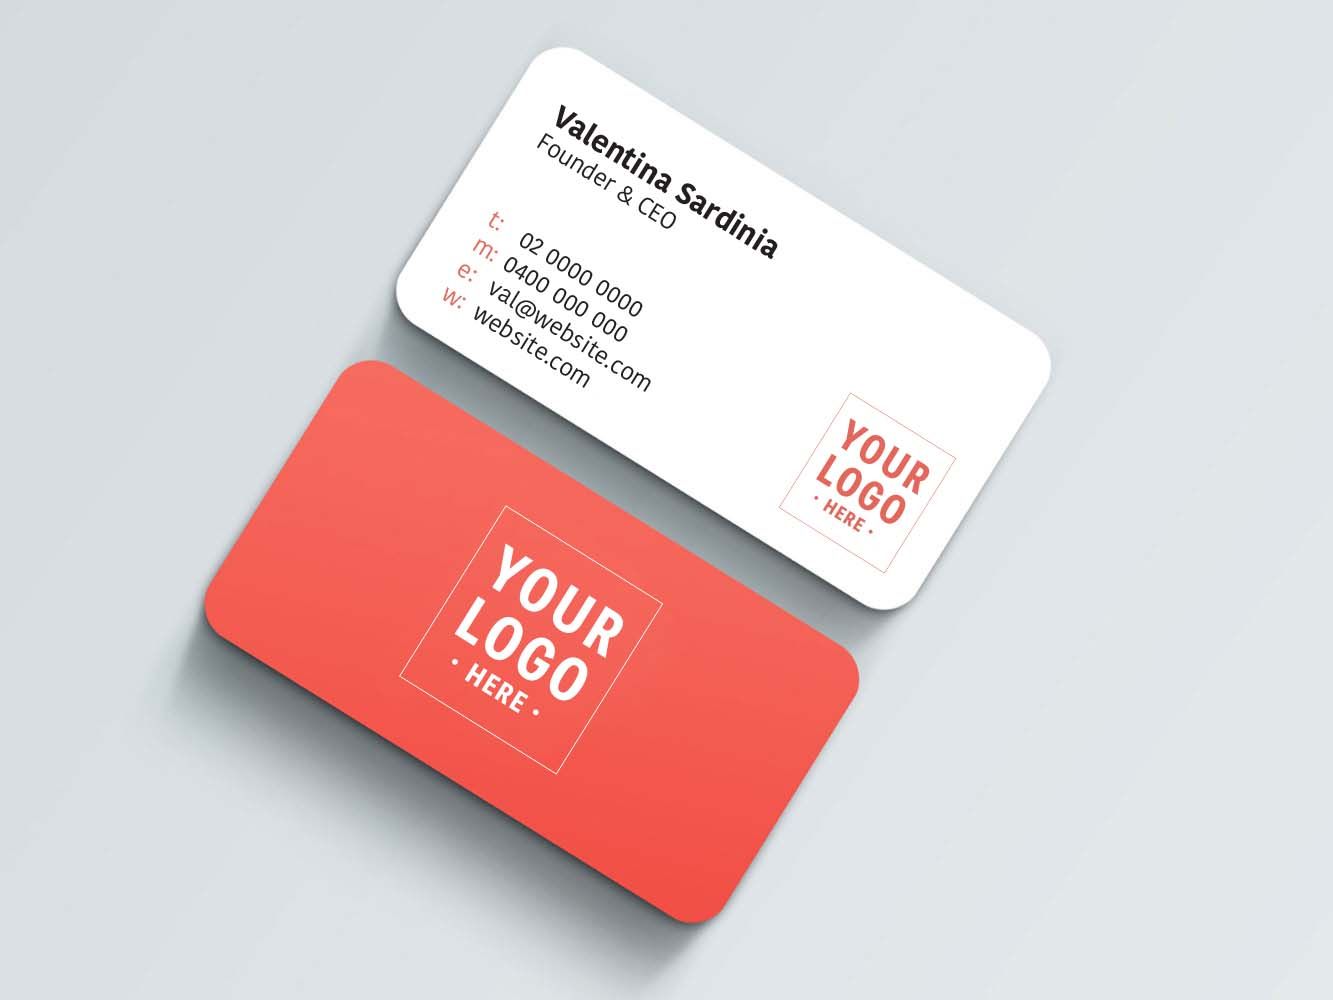 Valentina Sardinia
Founder & CEO
t: 02 0000 0000
m: 0400 000 000
e: val@website.com
w: website.com
YOUR
LOGO
• HERE •
YOUR
LOGO
• HERE •